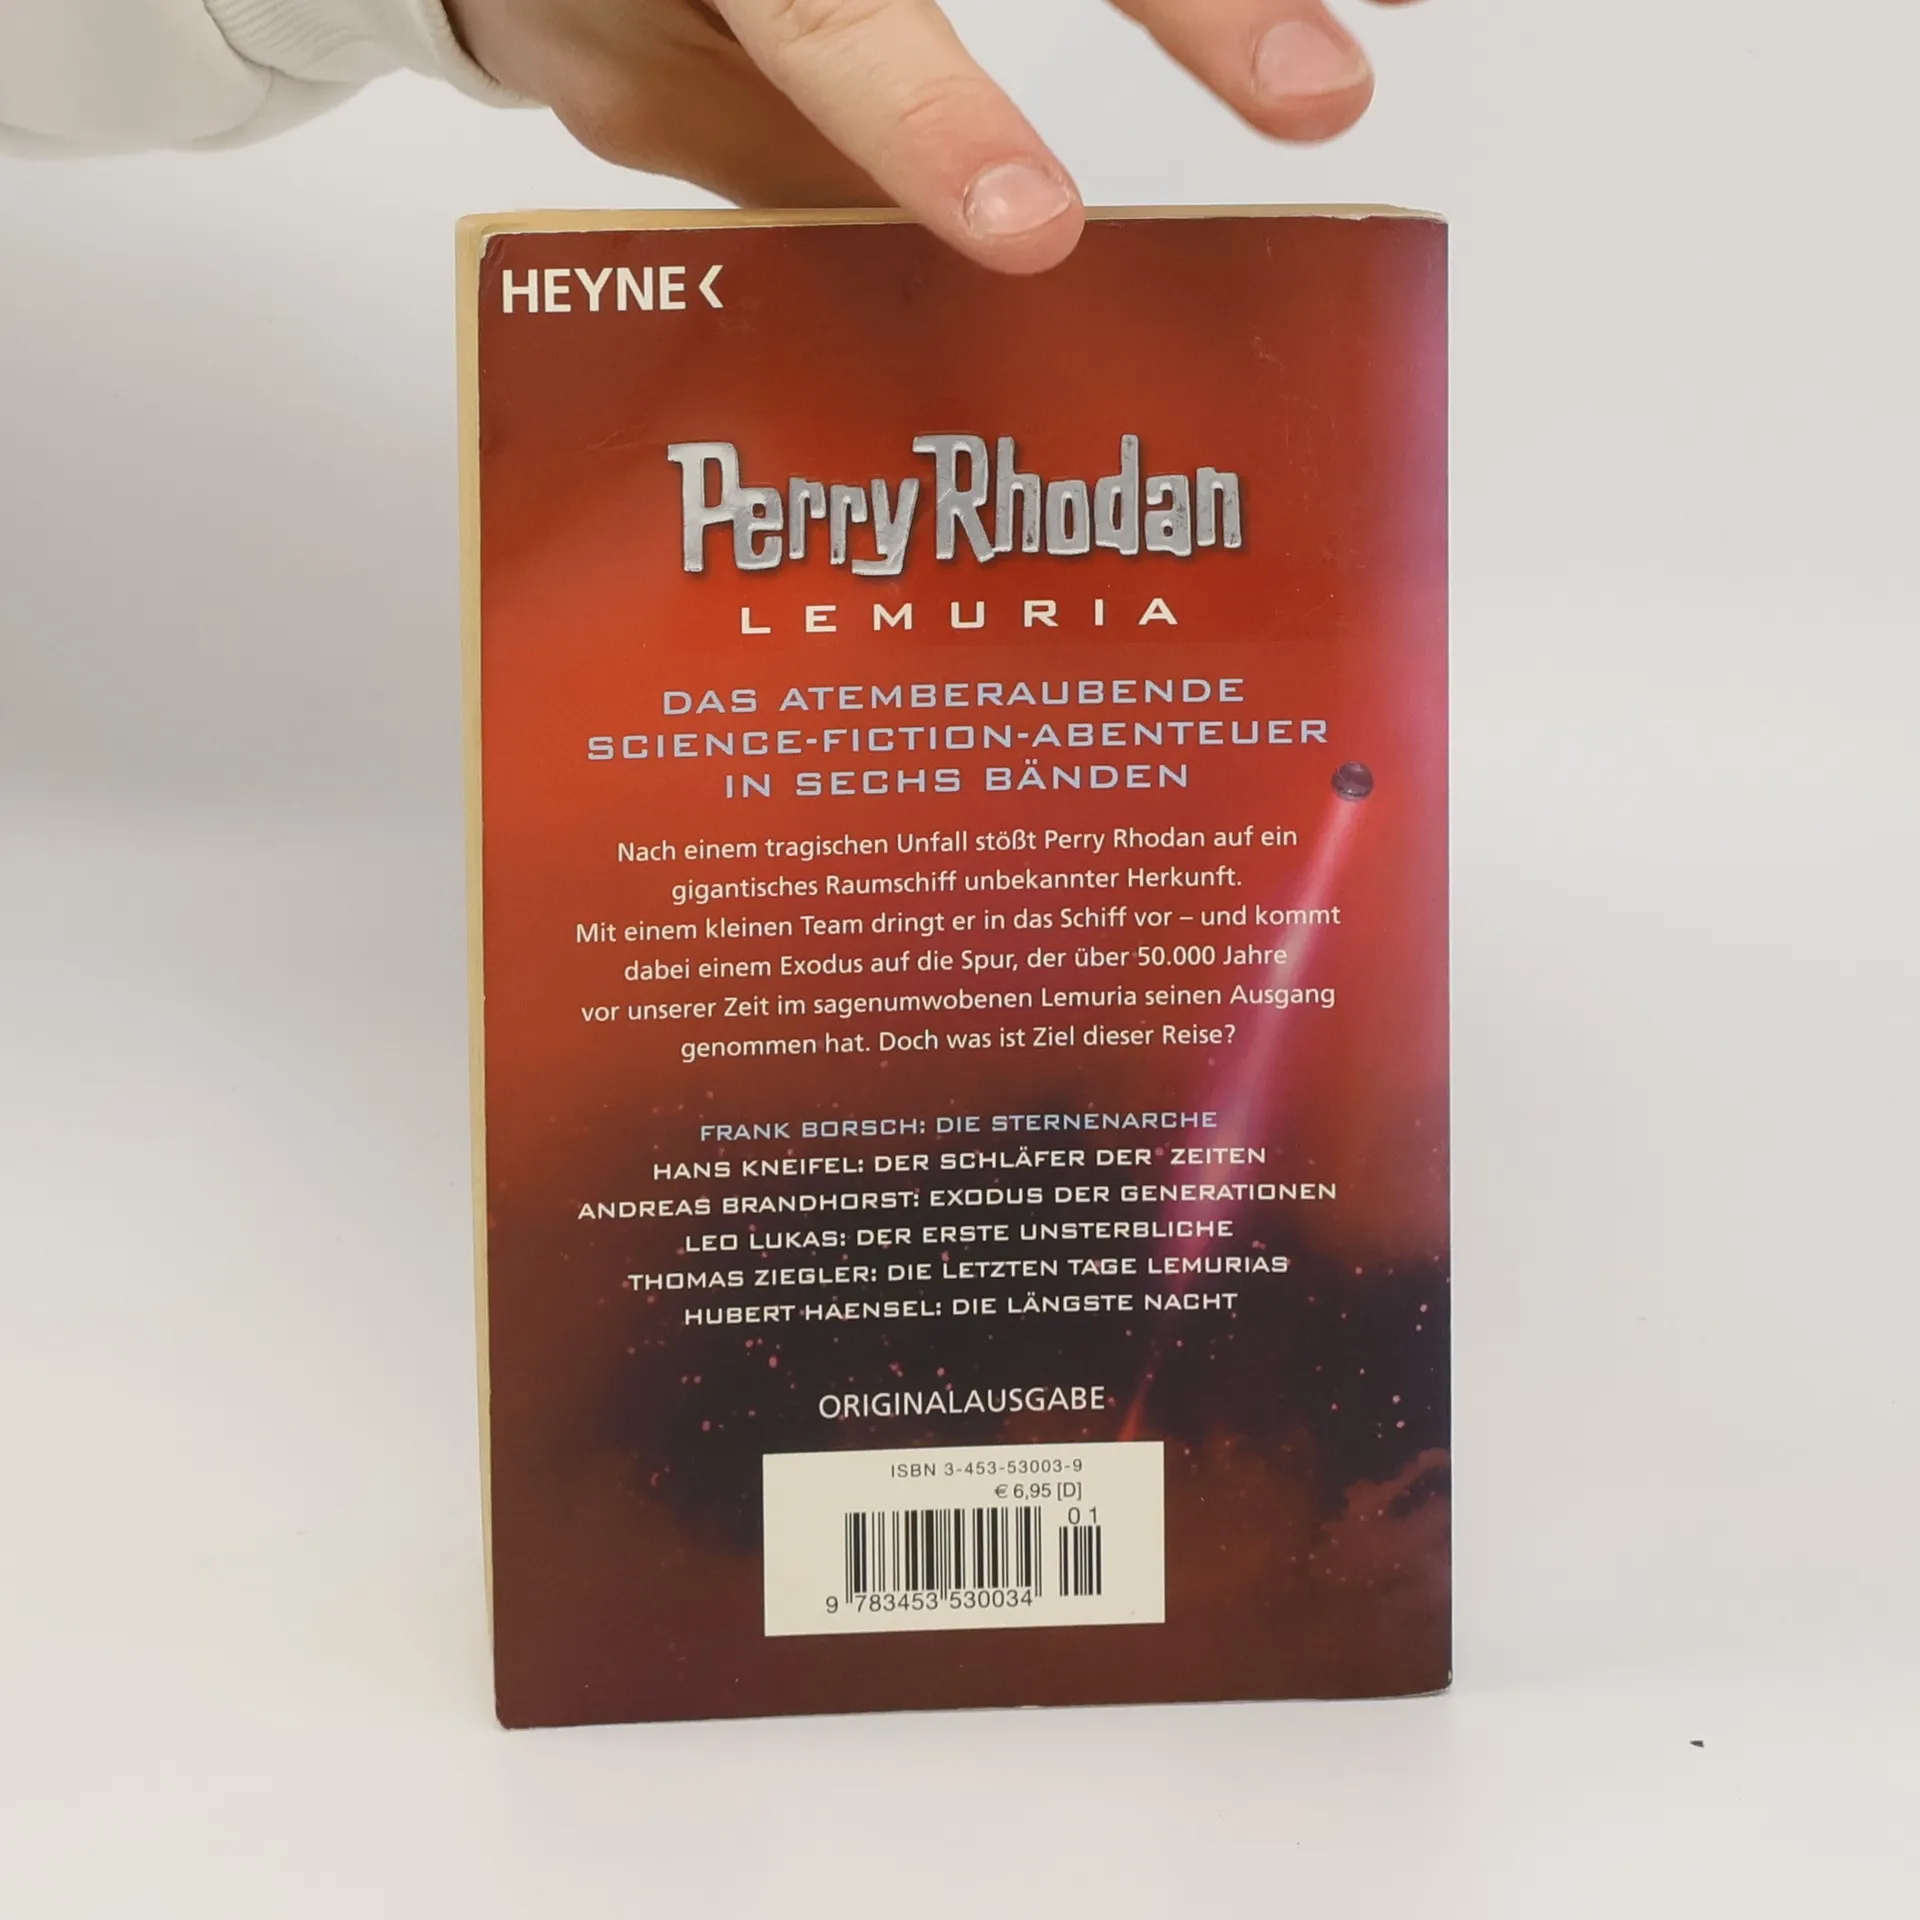 HEYNE <
Perry Rhodan
LEMURIA
DAS ATEMBERAUBENDE
SCIENCE-FICTION-ABENTEUER
IN SECHS BÄNDEN
Nach einem tragischen Unfall stößt Perry Rhodan auf ein
gigantisches Raumschiff unbekannter Herkunft.
Mit einem kleinen Team dringt er in das Schiff vor – und kommt
dabei einem Exodus auf die Spur, der über 50.000 Jahre
vor unserer Zeit im sagenumwobenen Lemuria seinen Ausgang
genommen hat. Doch was ist Ziel dieser Reise?
FRANK BORSCH: DIE STERNENARCHE
HANS KNEIFEL: DER SCHLÄFER DER ZEITEN
ANDREAS BRANDHORST: EXODUS DER GENERATIONEN
LEO LUKAS: DER ERSTE UNSTERBLICHE
THOMAS ZIEGLER: DIE LETZTEN TAGE LEMURIAS
HUBERT HAENSEL: DIE LÄNGSTE NACHT
ORIGINALAUSGABE
ISBN 3-453-53003-9
€ 6,95 [D]
01
9 783453 530034